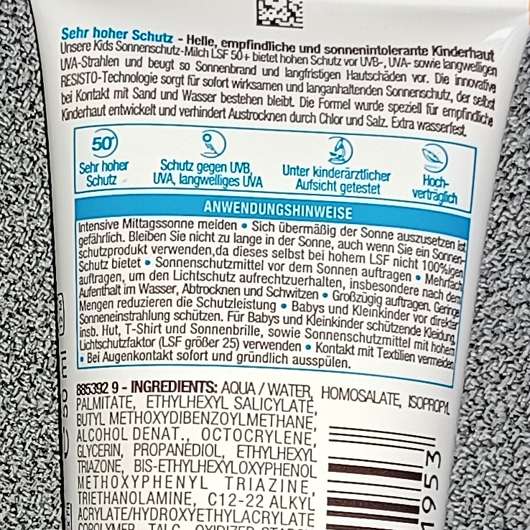 Sehr hoher Schutz - Helle, empfindliche und sonnenintolerante Kinderhaut
Unsere Kids Sonnenschutz-Milch LSF 50+ bietet hohen Schutz vor UVB-, UVA- sowie langwelligen
UVA-Strahlen und beugt so Sonnenbrand und langfristigen Hautschäden vor. Die innovative
RESISTO-Technologie sorgt für sofort wirksamen und langanhaltenden Sonnenschutz, der selbst
bei Kontakt mit Sand und Wasser bestehen bleibt. Die Formel wurde speziell für empfindliche
Kinderhaut entwickelt und verhindert Austrocknen durch Chlor und Salz. Extra wasserfest.
50+
Sehr hoher
Schutz
Schutz gegen UVB,
UVA, langwelliges UVA
Unter kinderärztlicher
Aufsicht getestet
Hoch-
verträglich
ANWENDUNGSHINWEISE
Intensive Mittagssonne meiden • Sich übermäßig der Sonne auszusetzen ist
gefährlich. Bleiben Sie nicht zu lange in der Sonne, auch wenn Sie ein Sonnen-
schutzprodukt verwenden, da dieses selbst bei hohem LSF nicht 100%igen
Schutz bietet • Sonnenschutzmittel vor dem Sonnen auftragen • Mehrfach
auftragen, um den Lichtschutz aufrechtzuerhalten, insbesondere nach dem
Aufenthalt im Wasser, Abtrocknen und Schwitzen • Großzügig auftragen. Geringe
Mengen reduzieren die Schutzleistung • Babys und Kleinkinder vor direkter
Sonneneinstrahlung schützen. Für Babys und Kleinkinder schützende Kleidung,
insb. Hut, T-Shirt und Sonnenbrille, sowie Sonnenschutzmittel mit hohem
Lichtschutzfaktor (LSF größer 25) verwenden • Kontakt mit Textilien vermeiden
• Bei Augenkontakt sofort und gründlich ausspülen.
50 ml
885392 9 - INGREDIENTS: AQUA / WATER, HOMOSALATE, ISOPROPYL
PALMITATE, ETHYLHEXYL SALICYLATE,
BUTYL METHOXYDIBENZOYLMETHANE,
ALCOHOL DENAT., OCTOCRYLENE,
GLYCERIN, PROPANEDIOL, ETHYLHEXYL
TRIAZONE, BIS-ETHYLHEXYLOXYPHENOL
METHOXYPHENYL TRIAZINE,
TRIETHANOLAMINE, C12-22 ALKYL
ACRYLATE/HYDROXYETHYLACRYLATE
COPOLYMER, TALC,
953